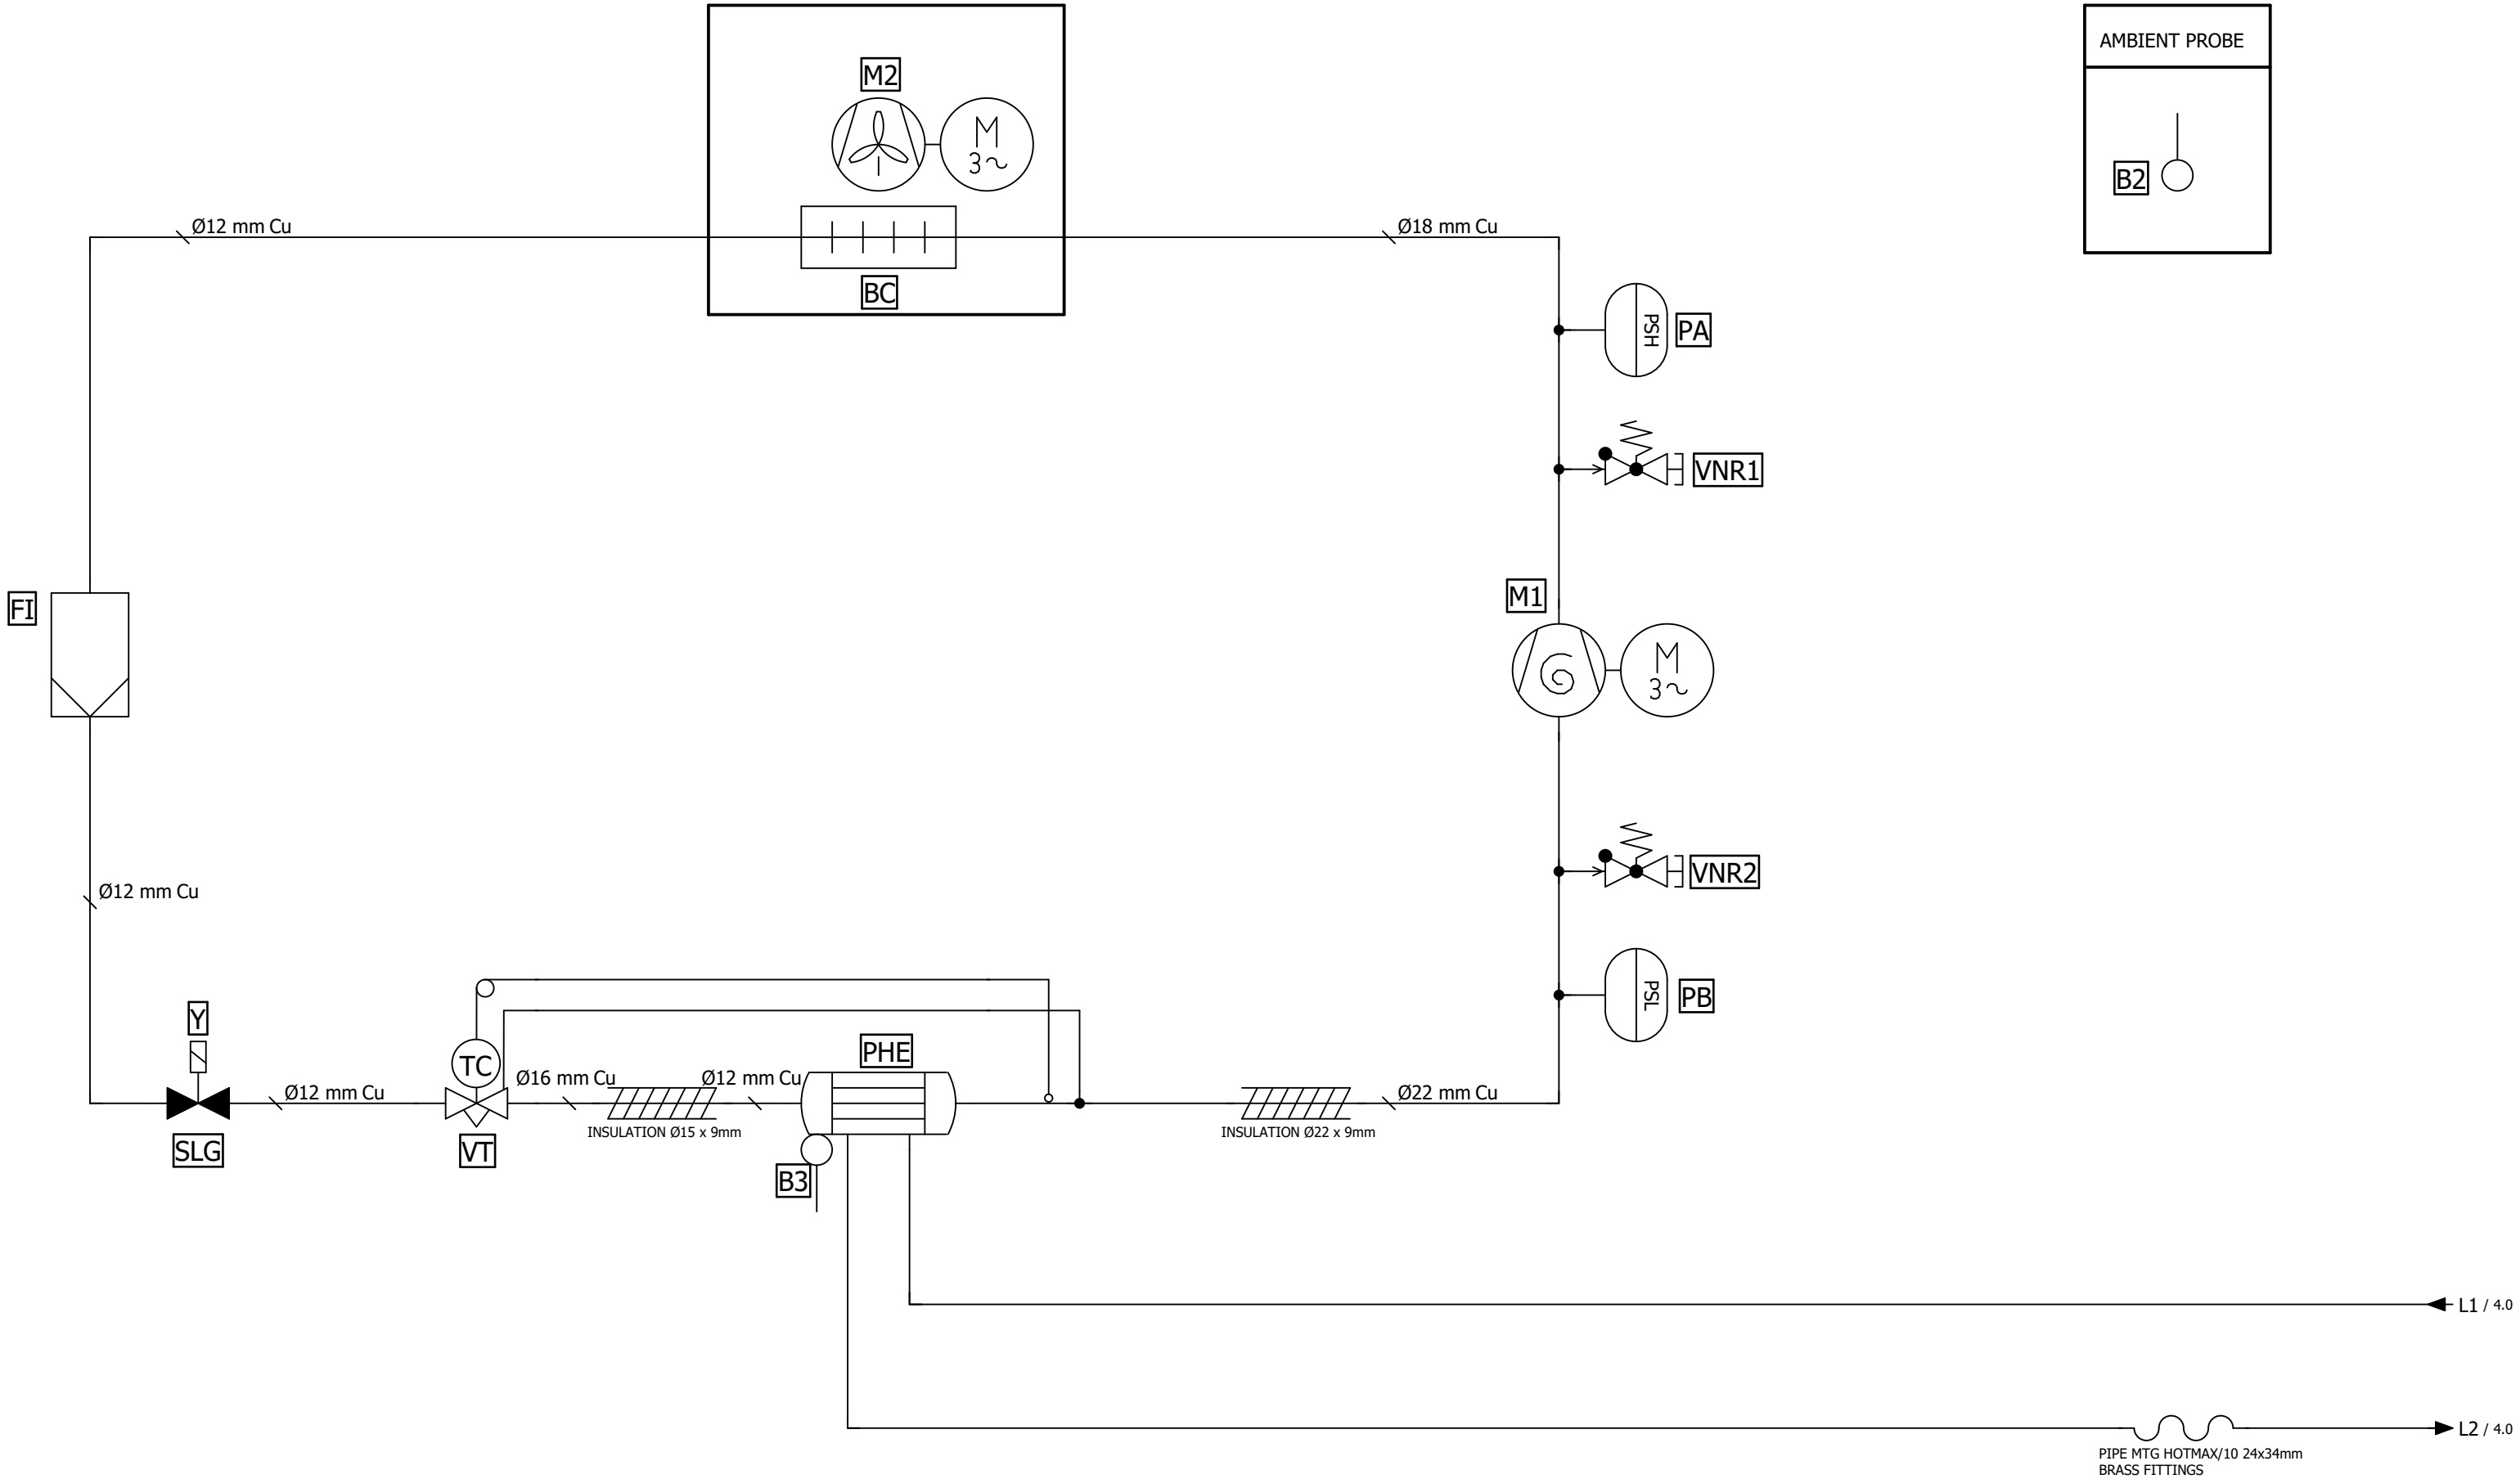 AMBIENT PROBE
M2
M
3~
B2
Ø12 mm Cu
Ø18 mm Cu
BC
PSH
PA
VNR1
FI
M1
M
3~
VNR2
Ø12 mm Cu
PSL
PB
Y
PHE
TC
Ø16 mm Cu
Ø12 mm Cu
Ø12 mm Cu
Ø22 mm Cu
INSULATION Ø15 x 9mm
INSULATION Ø22 x 9mm
SLG
VT
B3
L1 / 4.0
L2 / 4.0
PIPE MTG HOTMAX/10 24x34mm
BRASS FITTINGS